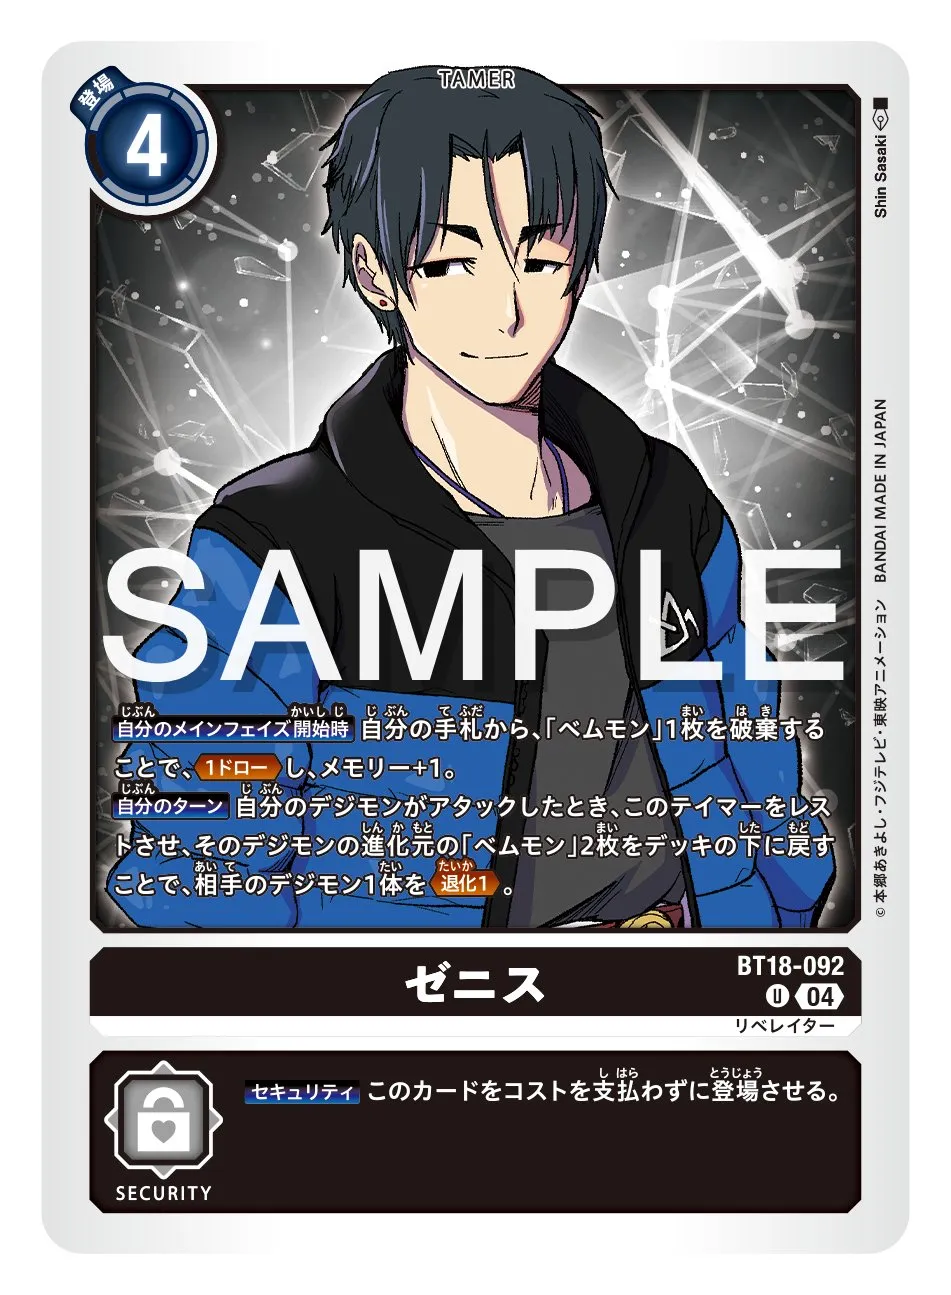 TAMER
登場
4
Shin Sasaki
SAMPLE
自分のメインフェイズ開始時 自分の手札から、「ベムモン」1枚を破棄する
ことで、1ドローし、メモリー+1。
自分のターン 自分のデジモンがアタックしたとき、このテイマーをレス
トさせ、そのデジモンの進化元の「ベムモン」2枚をデッキの下に戻す
ことで、相手のデジモン1体を退化1。
©本郷あきよし・フジテレビ・東映アニメーション BANDAI MADE IN JAPAN
ゼニス
BT18-092
U 04
リベレイター
セキュリティ このカードをコストを支払わずに登場させる。
SECURITY